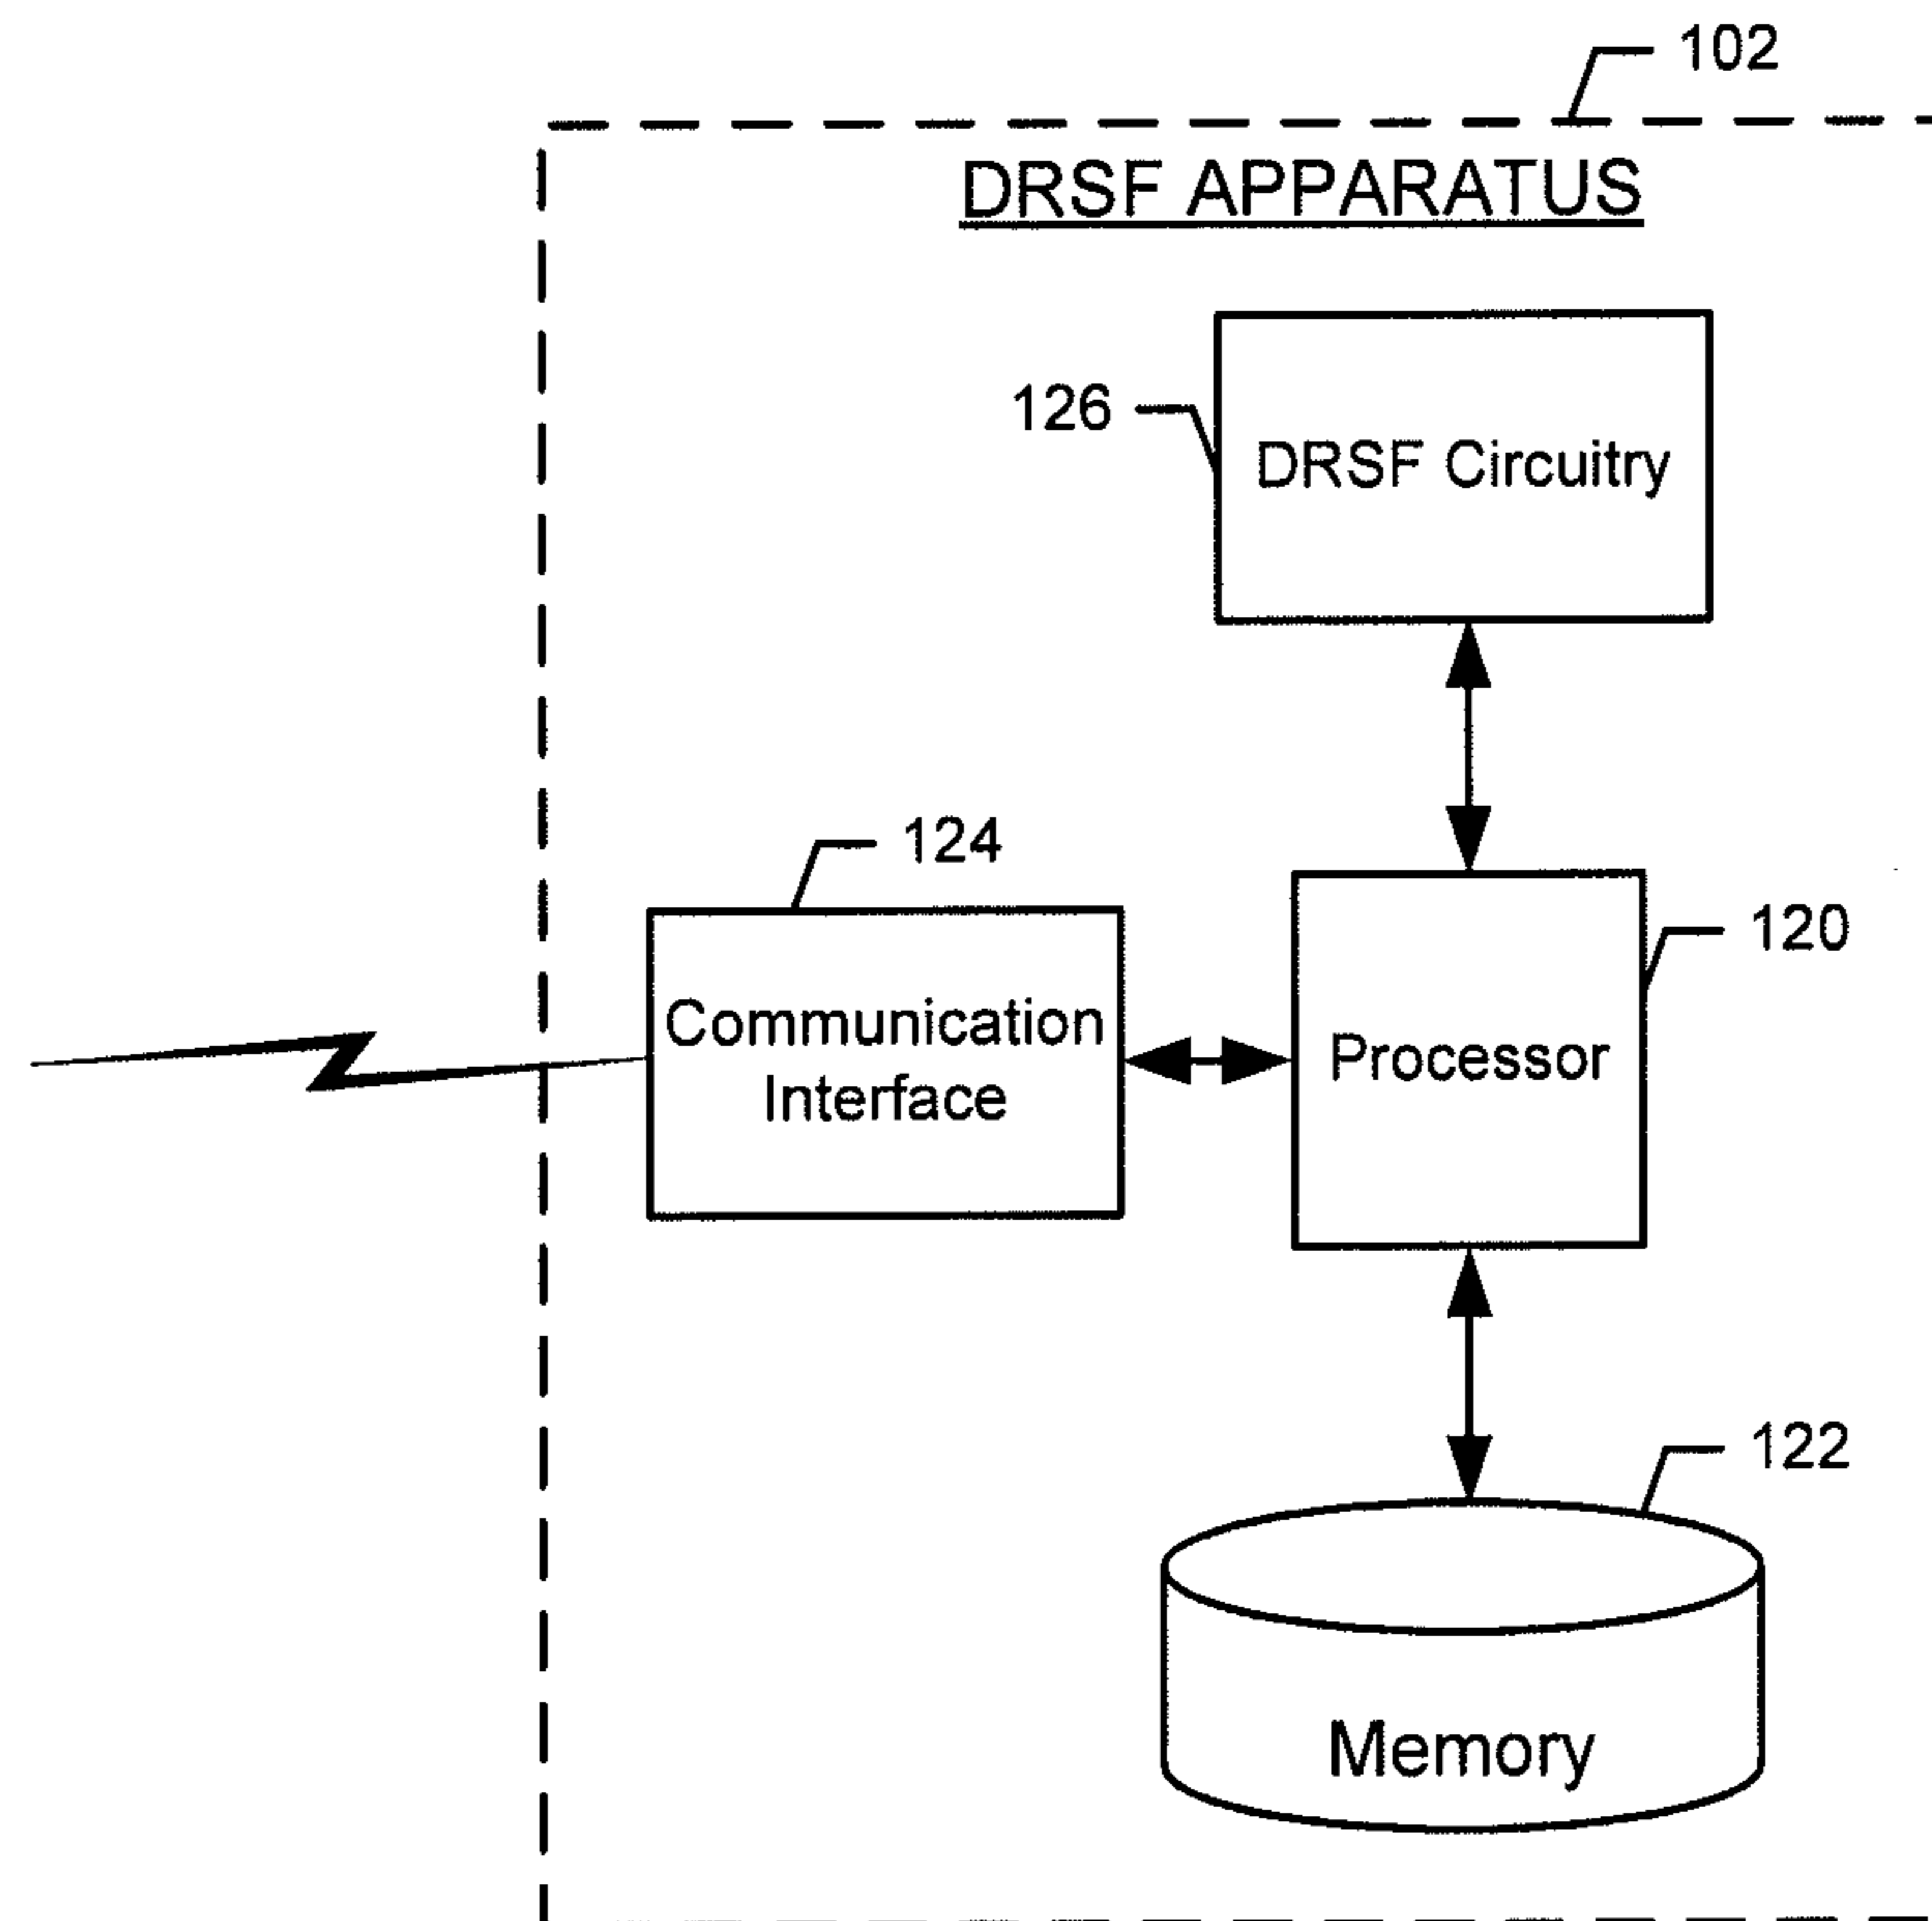 102
DRSF APPARATUS
126
DRSF Circuitry
124
120
Communication
Interface
Processor
122
Memory